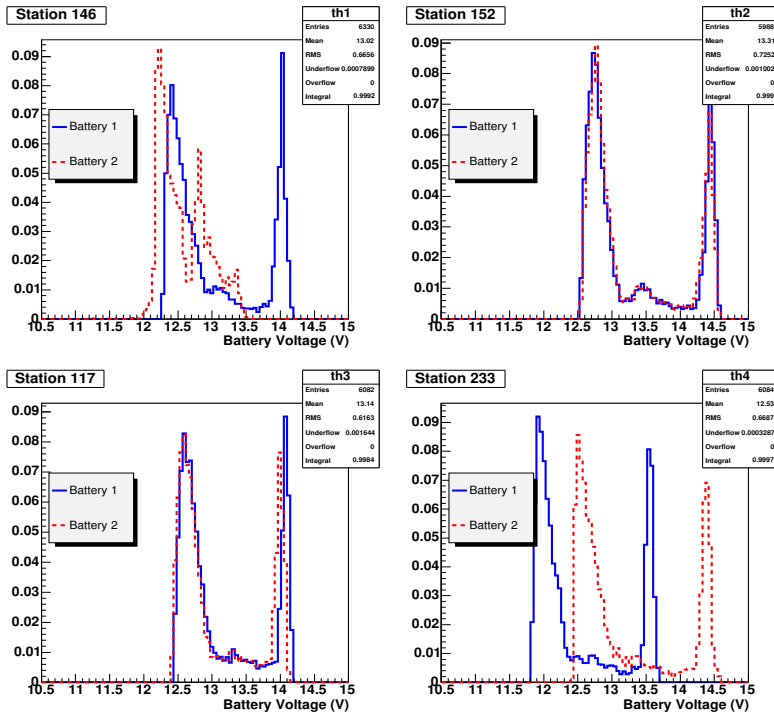 Station 146
th1
Entries 6330
Mean 13.02
RMS 0.6656
Underflow 0.0007899
Overflow 0
Integral 0.9992
0.09
0.08
0.07
0.06
0.05
0.04
0.03
0.02
0.01
0
Battery 1
Battery 2
10.5 11 11.5 12 12.5 13 13.5 14 14.5 15
Battery Voltage (V)
Station 152
th2
Entries 5988
Mean 13.31
RMS 0.7252
Underflow 0.001002
Overflow 0
Integral 0.999
0.09
0.08
0.07
0.06
0.05
0.04
0.03
0.02
0.01
0
Battery 1
Battery 2
10.5 11 11.5 12 12.5 13 13.5 14 14.5 15
Battery Voltage (V)
Station 117
th3
Entries 6082
Mean 13.14
RMS 0.6163
Underflow 0.001644
Overflow 0
Integral 0.9984
0.09
0.08
0.07
0.06
0.05
0.04
0.03
0.02
0.01
0
Battery 1
Battery 2
10.5 11 11.5 12 12.5 13 13.5 14 14.5 15
Battery Voltage (V)
Station 233
th4
Entries 6084
Mean 12.53
RMS 0.6687
Underflow 0.0003287
Overflow 0
Integral 0.9997
0.09
0.08
0.07
0.06
0.05
0.04
0.03
0.02
0.01
0
Battery 1
Battery 2
10.5 11 11.5 12 12.5 13 13.5 14 14.5 15
Battery Voltage (V)